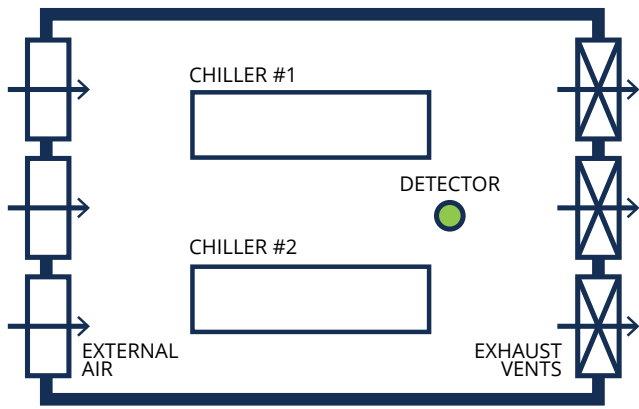 CHILLER #1
DETECTOR
CHILLER #2
EXTERNAL
AIR
EXHAUST
VENTS